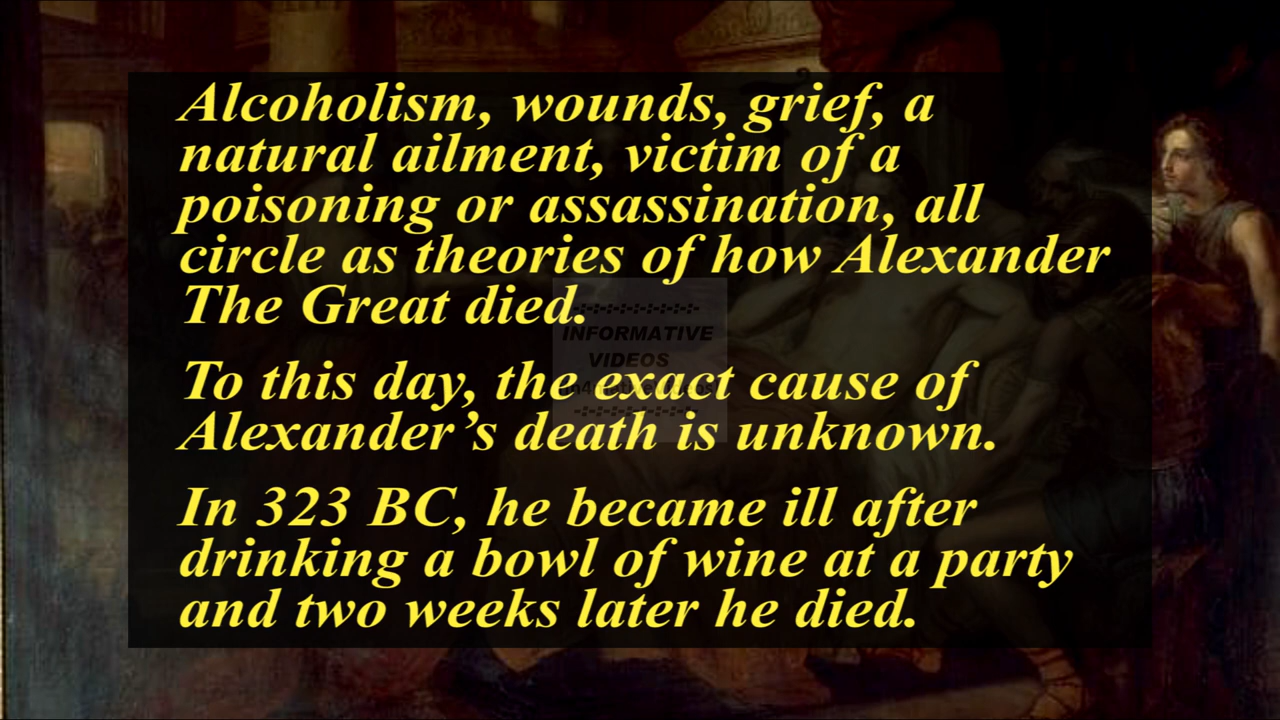 Alcoholism, wounds, grief, a
natural ailment, victim of a
poisoning or assassination, all
circle as theories of how Alexander
The Great died.
INFORMATIVE
VIDEOS
To this day, the exact cause of
Alexander’s death is unknown.
In 323 BC, he became ill after
drinking a bowl of wine at a party
and two weeks later he died.